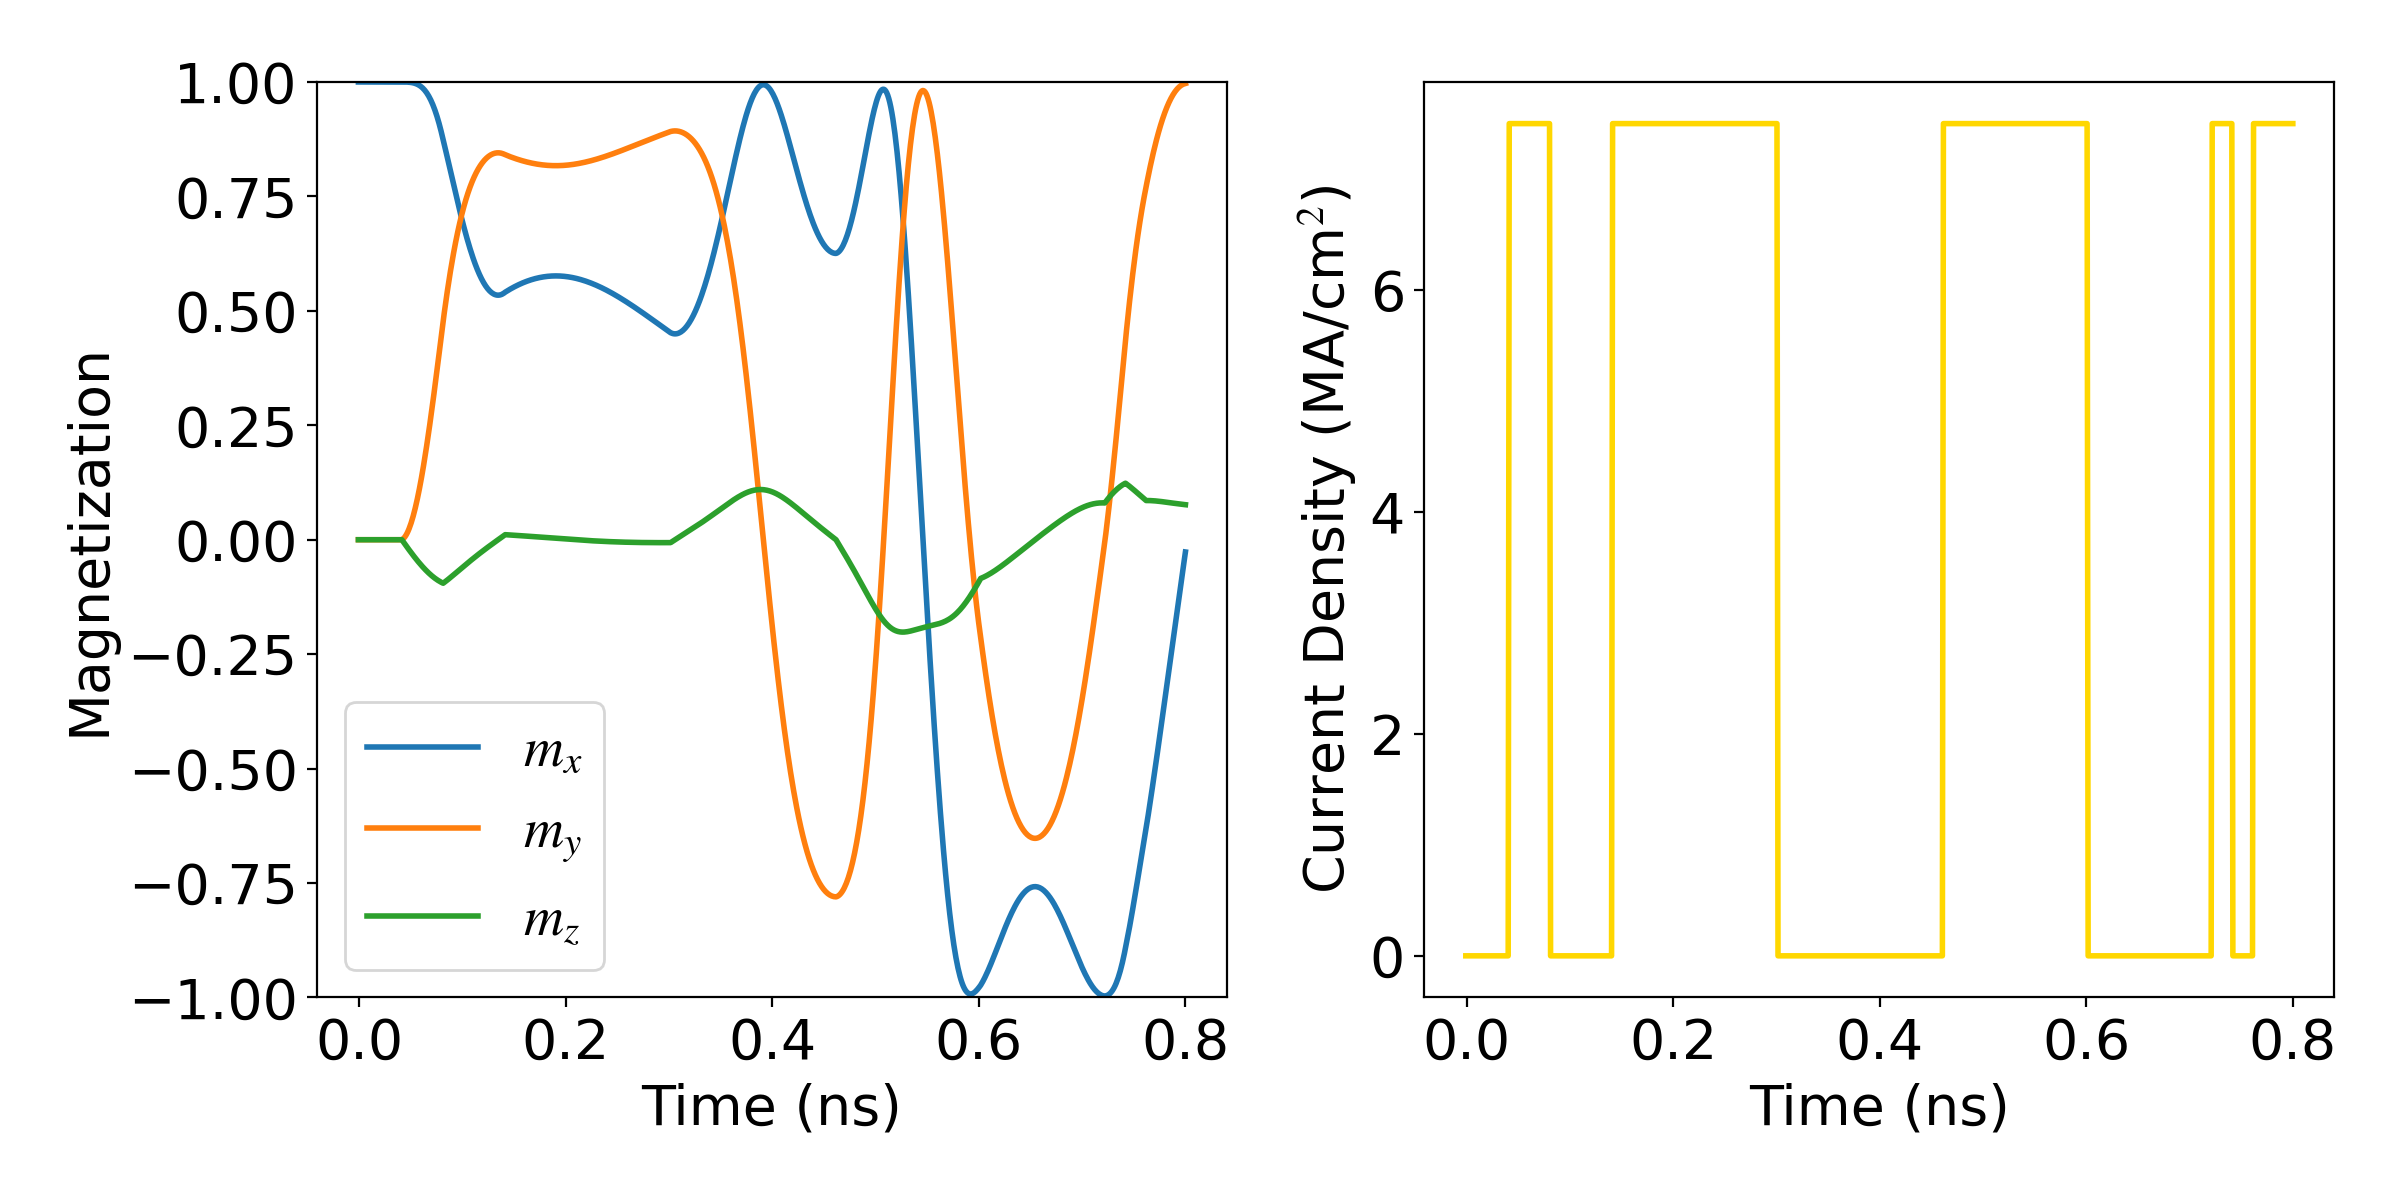 Magnetization
1.00
0.75
0.50
0.25
0.00
−0.25
−0.50
−0.75
−1.00
m_x
m_y
m_z
0.0 0.2 0.4 0.6 0.8
Time (ns)
Current Density (MA/cm²)
6
4
2
0
0.0 0.2 0.4 0.6 0.8
Time (ns)